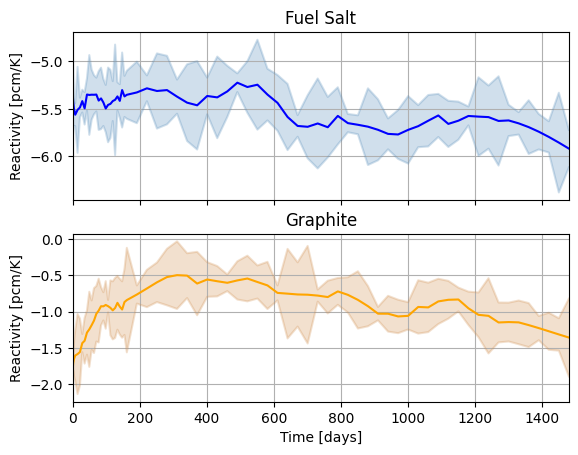 Fuel Salt
Reactivity [pcm/K]
−5.0
−5.5
−6.0
Graphite
Reactivity [pcm/K]
0.0
−0.5
−1.0
−1.5
−2.0
0 200 400 600 800 1000 1200 1400
Time [days]